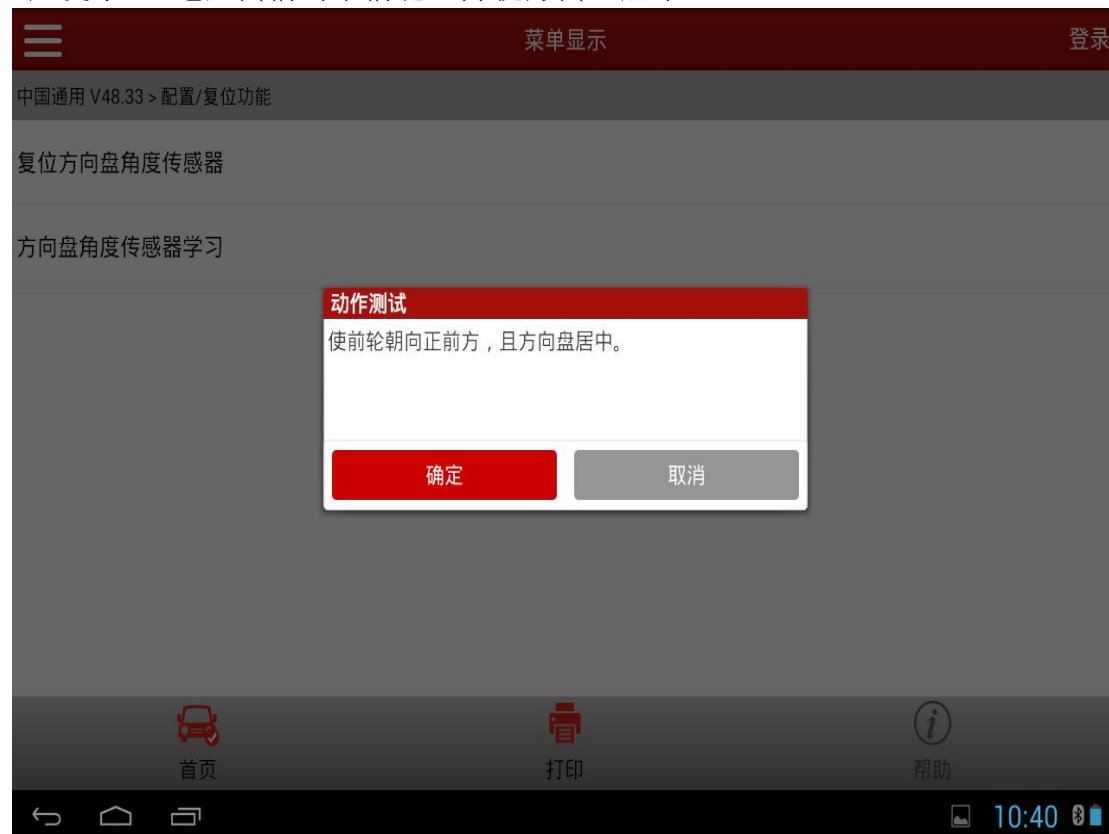 菜单显示
登录
中国通用 V48.33 > 配置/复位功能
复位方向盘角度传感器
方向盘角度传感器学习
动作测试
使前轮朝向正前方，且方向盘居中。
确定
取消
首页
打印
帮助
10:40